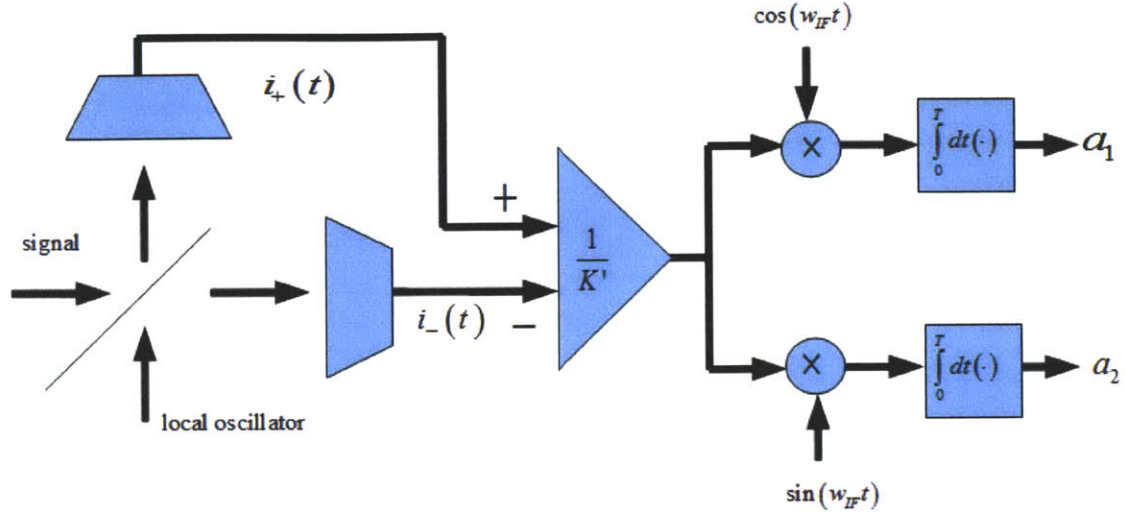 cos(w_IF t)
i_+(t)
∫_0^T dt(·)
a_1
+
signal
1/K'
i_-(t)
−
∫_0^T dt(·)
a_2
local oscillator
sin(w_IF t)